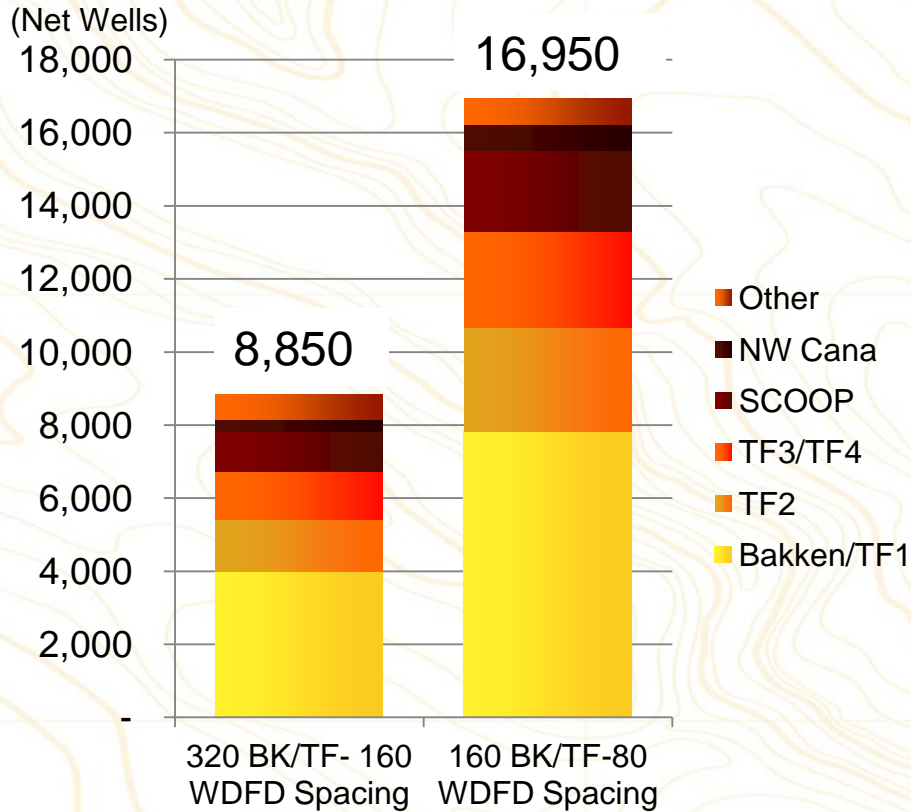 (Net Wells)
18,000
16,000
14,000
12,000
10,000
8,000
6,000
4,000
2,000
-
16,950
8,850
Other
NW Cana
SCOOP
TF3/TF4
TF2
Bakken/TF1
320 BK/TF- 160
WDFD Spacing
160 BK/TF-80
WDFD Spacing